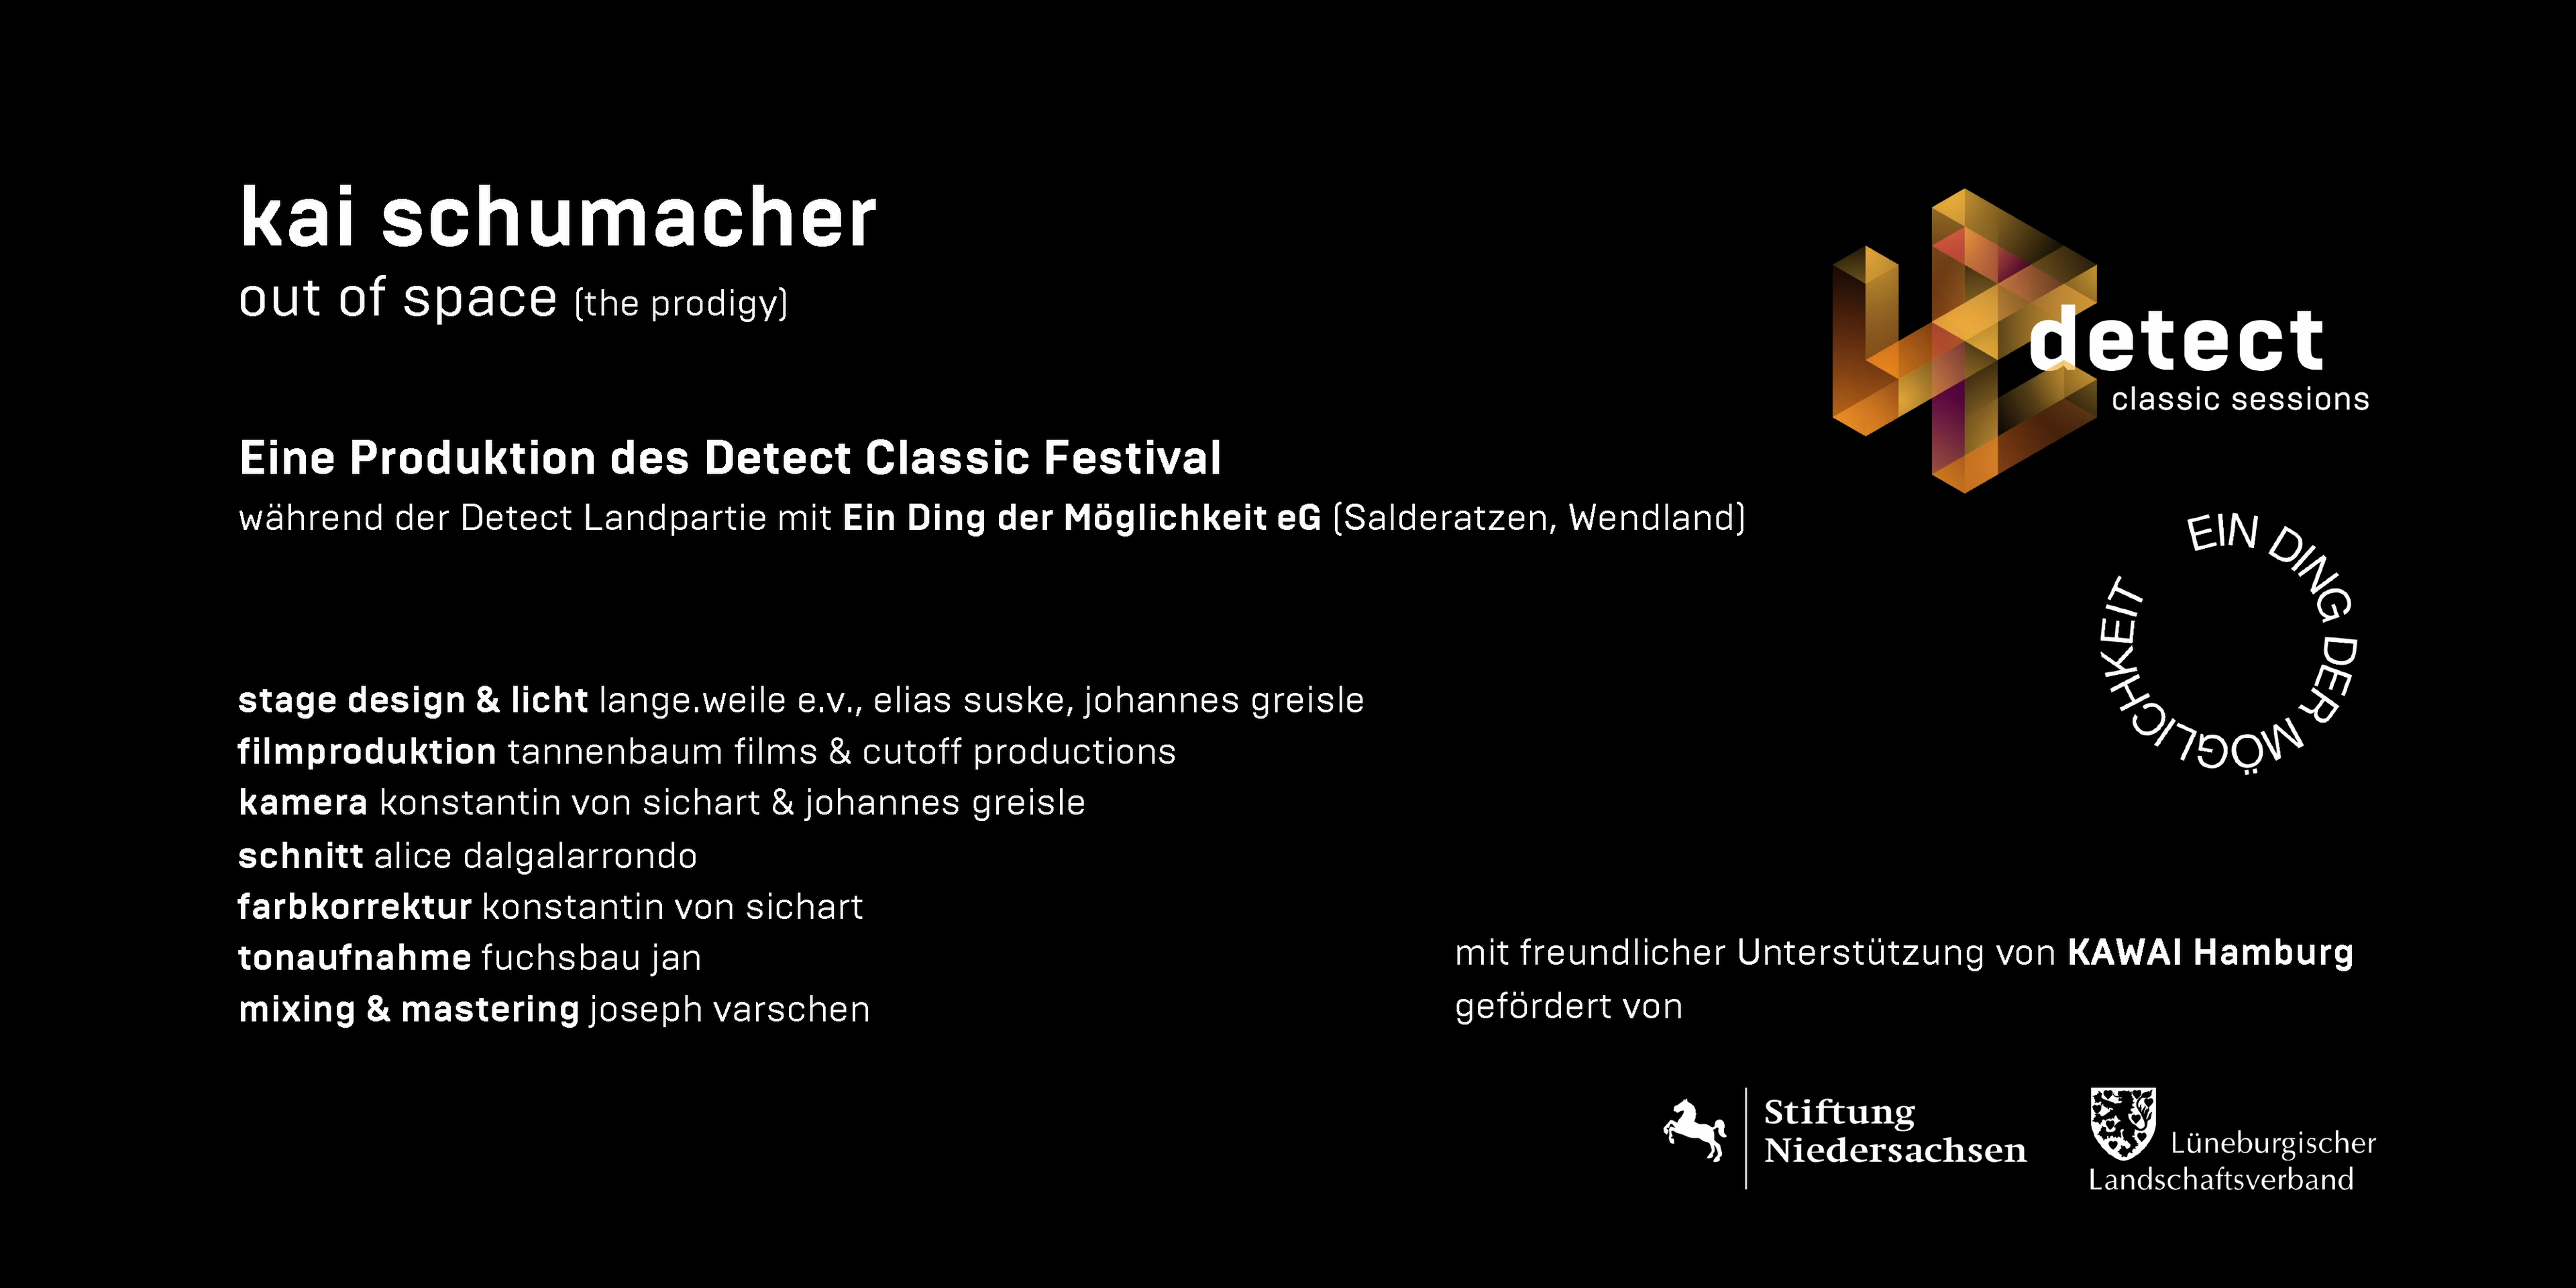 kai schumacher
out of space (the prodigy)
detect
classic sessions
Eine Produktion des Detect Classic Festival
während der Detect Landpartie mit Ein Ding der Möglichkeit eG (Salderatzen, Wendland)
EIN DING DER MÖGLICHKEIT
stage design & licht lange.weile e.v., elias suske, johannes greisle
filmproduktion tannenbaum films & cutoff productions
kamera konstantin von sichart & johannes greisle
schnitt alice dalgalarrondo
farbkorrektur konstantin von sichart
tonaufnahme fuchsbau jan
mixing & mastering joseph varschen
mit freundlicher Unterstützung von KAWAI Hamburg
gefördert von
Stiftung
Niedersachsen
Lüneburgischer
Landschaftsverband